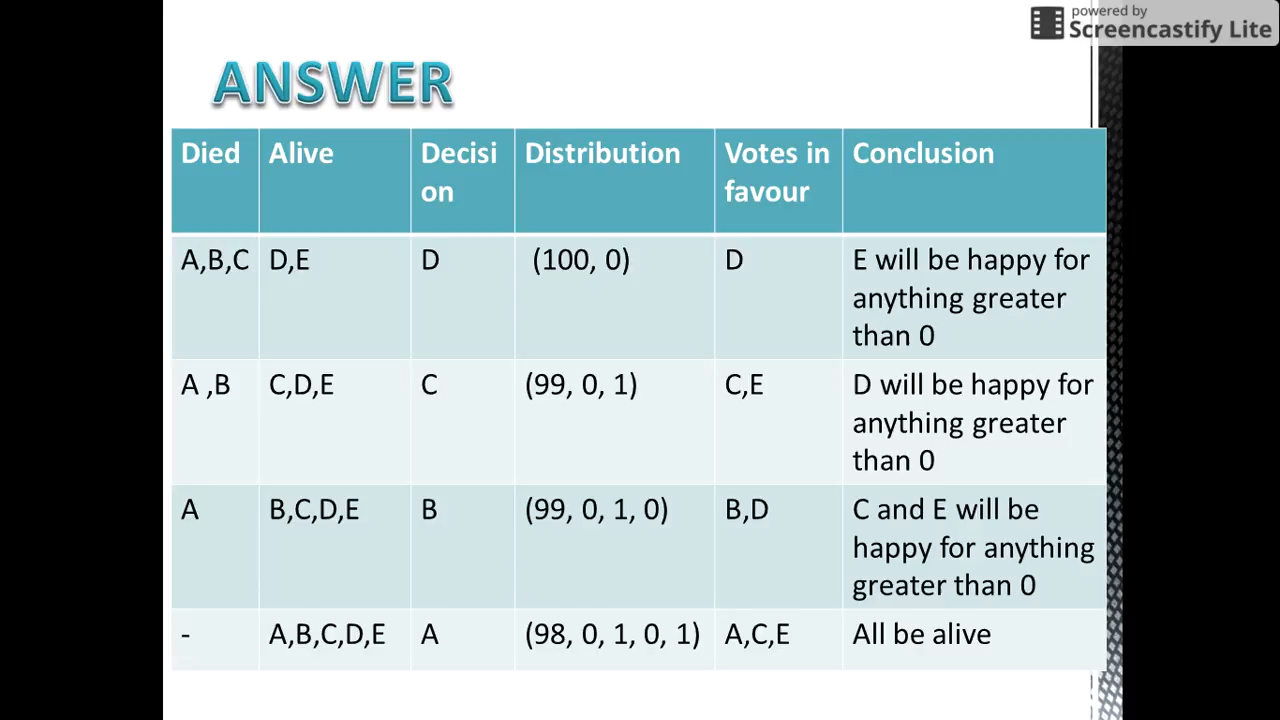 powered by
Screencastify Lite
ANSWER
Died Alive Decisi Distribution Votes in Conclusion
on favour
A,B,C D,E D (100, 0) D E will be happy for
anything greater
than 0
A ,B C,D,E C (99, 0, 1) C,E D will be happy for
anything greater
than 0
A B,C,D,E B (99, 0, 1, 0) B,D C and E will be
happy for anything
greater than 0
- A,B,C,D,E A (98, 0, 1, 0, 1) A,C,E All be alive